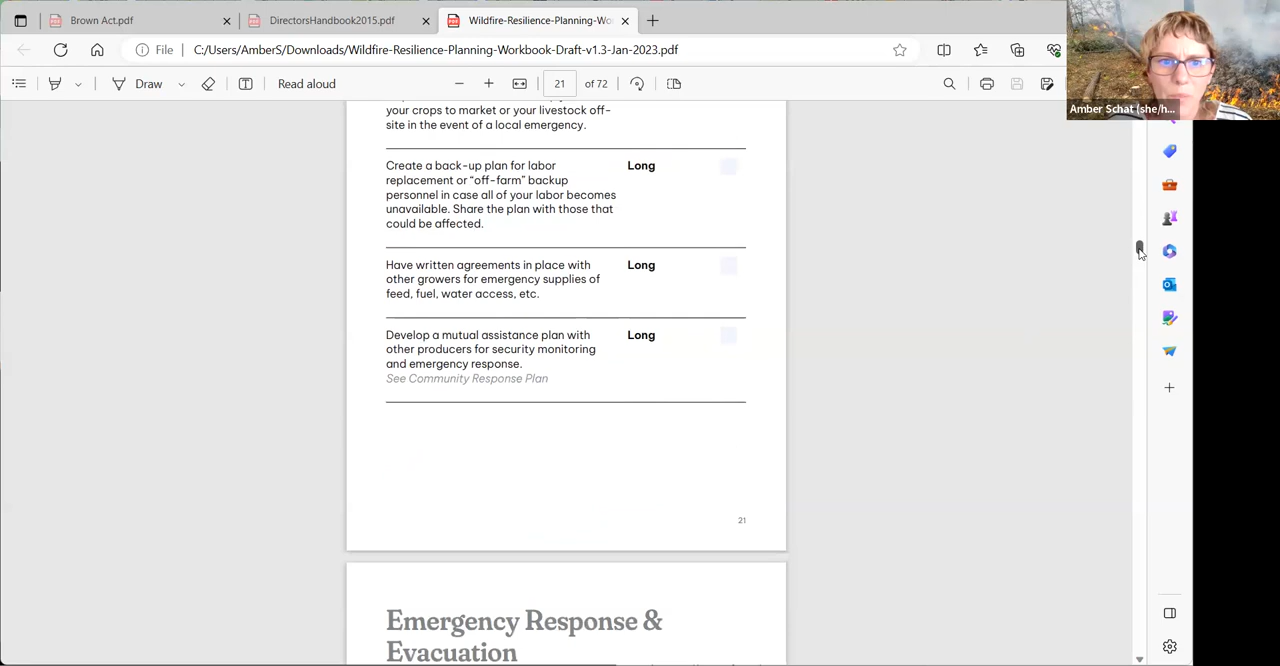 Brown Act.pdf
DirectorsHandbook2015.pdf
Wildfire-Resilience-Planning-Wo
File
C:/Users/AmberS/Downloads/Wildfire-Resilience-Planning-Workbook-Draft-v1.3-Jan-2023.pdf
Draw
Read aloud
21 of 72
Amber Schat (she/h...
your crops to market or your livestock off-
site in the event of a local emergency.
Create a back-up plan for labor Long
replacement or “off-farm” backup
personnel in case all of your labor becomes
unavailable. Share the plan with those that
could be affected.
Have written agreements in place with Long
other growers for emergency supplies of
feed, fuel, water access, etc.
Develop a mutual assistance plan with Long
other producers for security monitoring
and emergency response.
See Community Response Plan
21
Emergency Response &
Evacuation